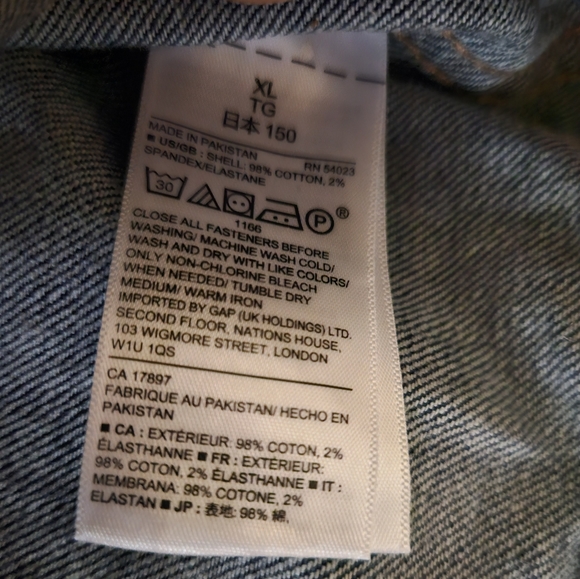 XL
TG
日本 150
MADE IN PAKISTAN RN 54023
■ US/GB : SHELL: 98% COTTON, 2%
SPANDEX/ELASTANE
30 P ®
1166
CLOSE ALL FASTENERS BEFORE
WASHING/ MACHINE WASH COLD/
WASH AND DRY WITH LIKE COLORS/
ONLY NON-CHLORINE BLEACH
WHEN NEEDED/ TUMBLE DRY
MEDIUM/ WARM IRON
IMPORTED BY GAP (UK HOLDINGS) LTD.
SECOND FLOOR, NATIONS HOUSE,
103 WIGMORE STREET, LONDON
W1U 1QS
CA 17897
FABRIQUE AU PAKISTAN/ HECHO EN
PAKISTAN
■ CA : EXTÉRIEUR: 98% COTON, 2%
ÉLASTHANNE ■ FR : EXTÉRIEUR:
98% COTON, 2% ÉLASTHANNE ■ IT :
MEMBRANA: 98% COTONE, 2%
ELASTAN ■ JP : 表地: 98% 綿,